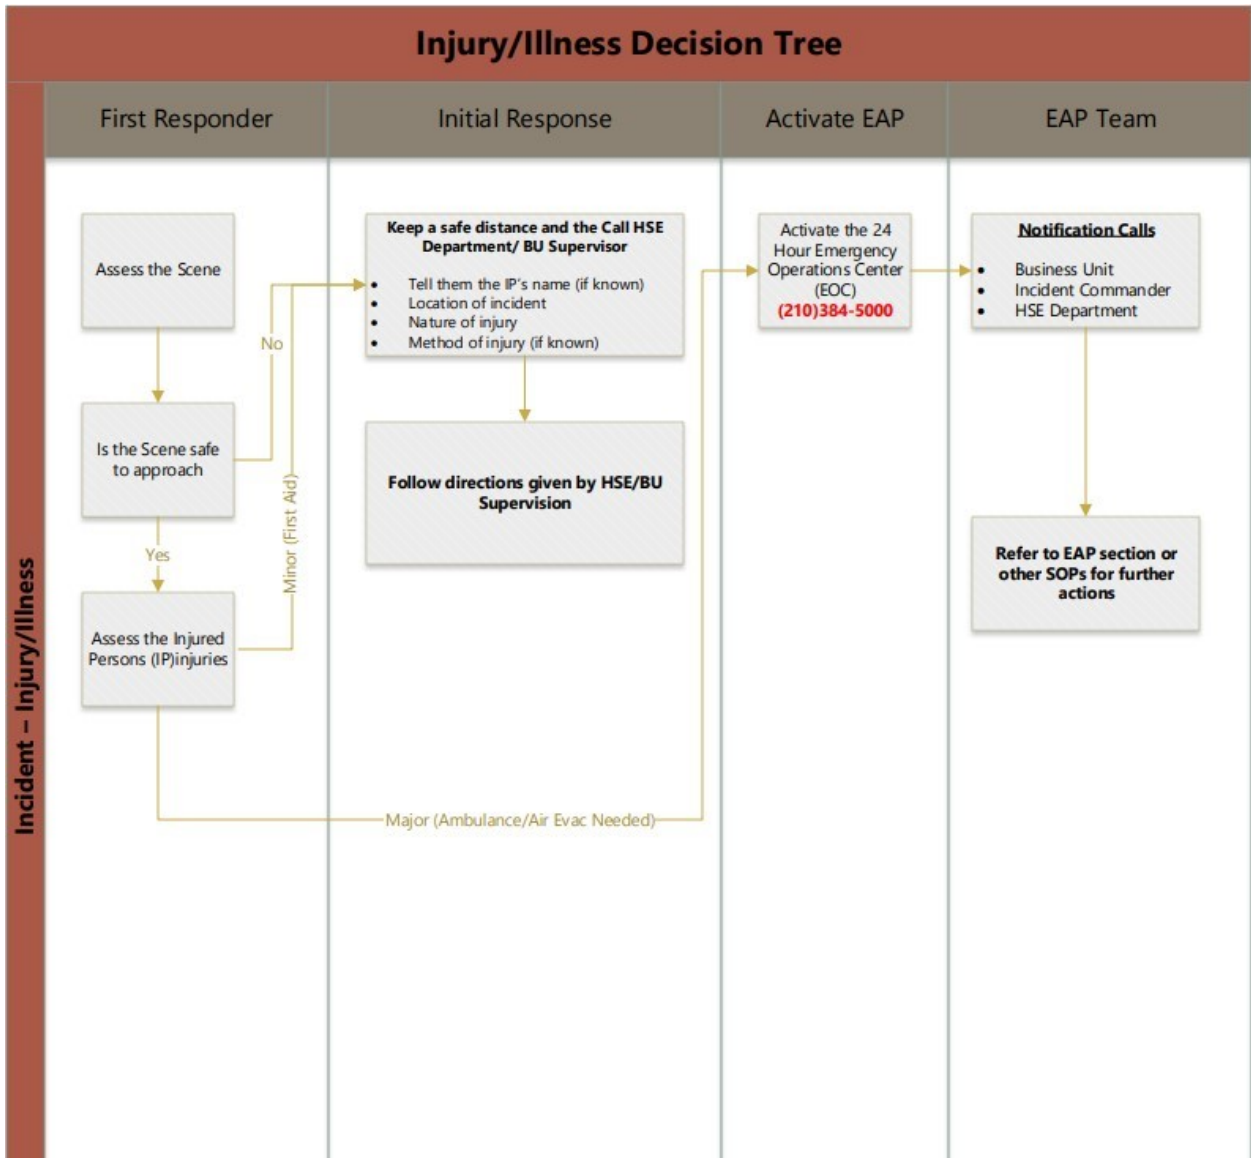 Injury/Illness Decision Tree
Incident – Injury/Illness
First Responder
Initial Response
Activate EAP
EAP Team
Assess the Scene
Is the Scene safe
to approach
No
Yes
Assess the Injured
Persons (IP)injuries
Minor (First Aid)
Major (Ambulance/Air Evac Needed)
Keep a safe distance and the Call HSE
Department/ BU Supervisor
• Tell them the IP's name (if known)
• Location of incident
• Nature of injury
• Method of injury (if known)
Follow directions given by HSE/BU
Supervision
Activate the 24
Hour Emergency
Operations Center
(EOC)
(210)384-5000
Notification Calls
• Business Unit
• Incident Commander
• HSE Department
Refer to EAP section or
other SOPs for further
actions